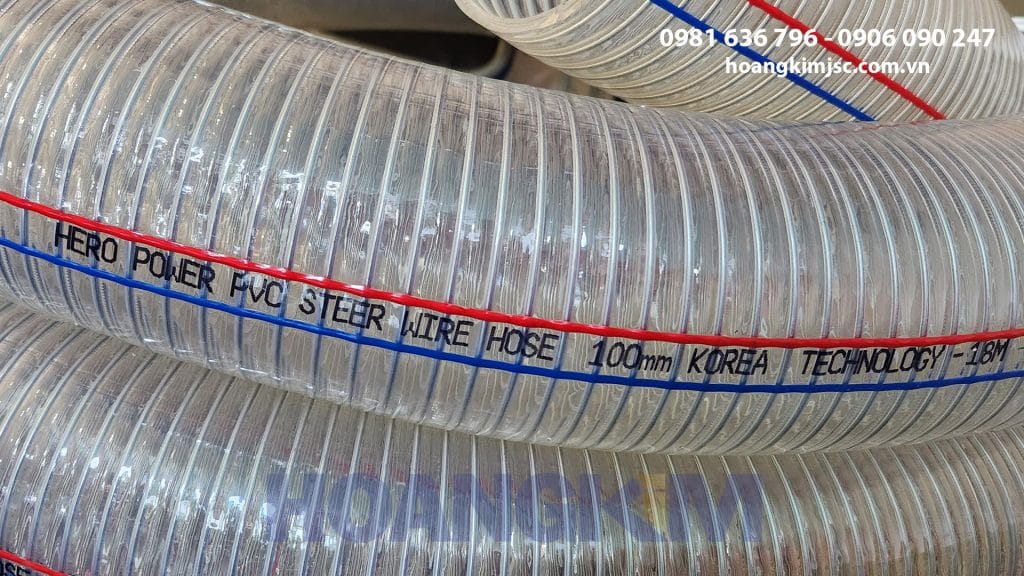 0981 636 796 - 0906 090 247
hoangkimjsc.com.vn
HERO POWER PVC STEER WIRE HOSE 100mm KOREA TECHNOLOGY -18M -
HOANGKIM